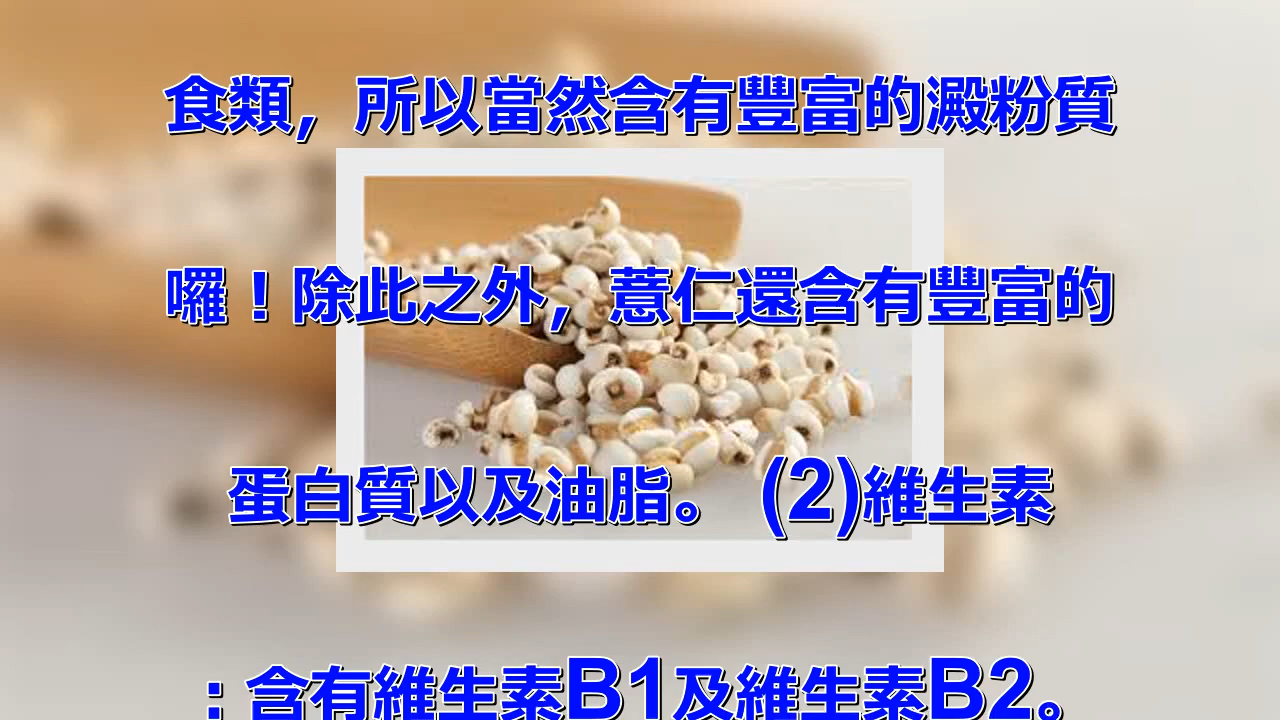 食類，所以當然含有豐富的澱粉質
囉！除此之外，薏仁還含有豐富的
蛋白質以及油脂。 (2)維生素
：含有維生素B1及維生素B2。